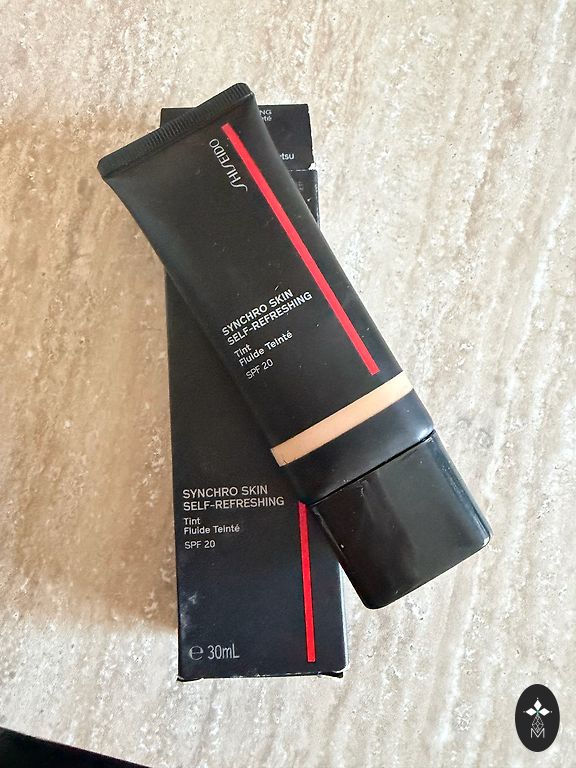 SHISEIDO
SYNCHRO SKIN
SELF-REFRESHING
Tint
Fluide Teinté
SPF 20
SYNCHRO SKIN
SELF-REFRESHING
Tint
Fluide Teinté
SPF 20
℮ 30mL